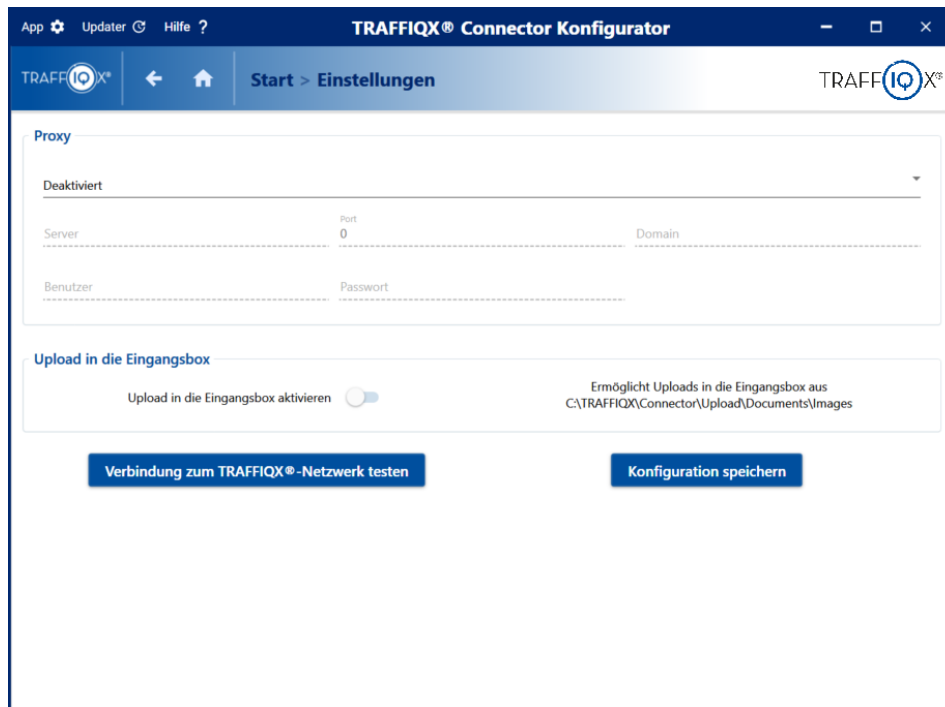 App Updater Hilfe ? TRAFFIQX® Connector Konfigurator
TRAFFIQX® Start > Einstellungen TRAFFIQX®
Proxy
Deaktiviert
Port
Server 0 Domain
Benutzer Passwort
Upload in die Eingangsbox
Upload in die Eingangsbox aktivieren
Ermöglicht Uploads in die Eingangsbox aus
C:\TRAFFIQX\Connector\Upload\Documents\Images
Verbindung zum TRAFFIQX®-Netzwerk testen Konfiguration speichern